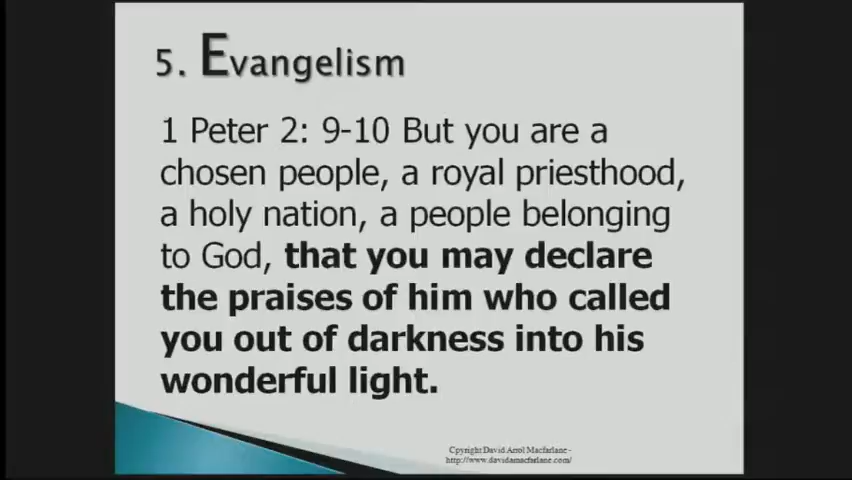 5. Evangelism
1 Peter 2: 9-10 But you are a
chosen people, a royal priesthood,
a holy nation, a people belonging
to God, that you may declare
the praises of him who called
you out of darkness into his
wonderful light.
Cpyright David Arrol Macfarlane -
http://www.davidamacfarlane.com/